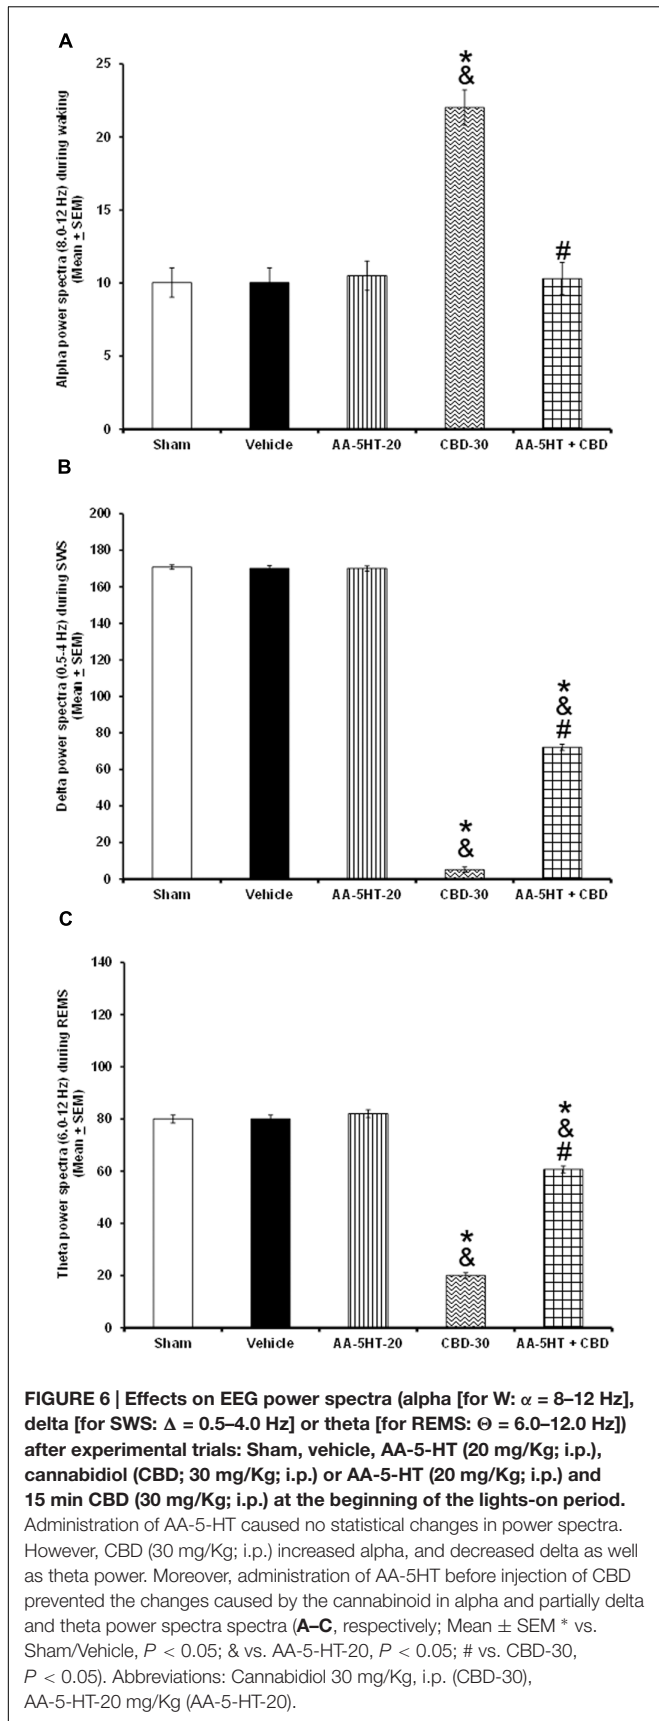 A
Alpha power spectra (8.0-12 Hz) during waking
(Mean ± SEM)
25
20
15
10
5
0
*
&
#
Sham Vehicle AA-5HT-20 CBD-30 AA-5HT + CBD
B
Delta power spectra (0.5-4 Hz) during SWS
(Mean ± SEM)
200
180
160
140
120
100
80
60
40
20
0
*
&
*
&
#
Sham Vehicle AA-5HT-20 CBD-30 AA-5HT + CBD
C
Theta power spectra (6.0-12 Hz) during REMS
(Mean ± SEM)
140
120
100
80
60
40
20
0
*
&
*
&
#
Sham Vehicle AA-5HT-20 CBD-30 AA-5HT + CBD
FIGURE 6 | Effects on EEG power spectra (alpha [for W: α = 8–12 Hz],
delta [for SWS: Δ = 0.5–4.0 Hz] or theta [for REMS: Θ = 6.0–12.0 Hz])
after experimental trials: Sham, vehicle, AA-5-HT (20 mg/Kg; i.p.),
cannabidiol (CBD; 30 mg/Kg; i.p.) or AA-5-HT (20 mg/Kg; i.p.) and
15 min CBD (30 mg/Kg; i.p.) at the beginning of the lights-on period.
Administration of AA-5-HT caused no statistical changes in power spectra.
However, CBD (30 mg/Kg; i.p.) increased alpha, and decreased delta as well
as theta power. Moreover, administration of AA-5HT before injection of CBD
prevented the changes caused by the cannabinoid in alpha and partially delta
and theta power spectra spectra (A–C, respectively; Mean ± SEM * vs.
Sham/Vehicle, P < 0.05; & vs. AA-5-HT-20, P < 0.05; # vs. CBD-30,
P < 0.05). Abbreviations: Cannabidiol 30 mg/Kg, i.p. (CBD-30),
AA-5-HT-20 mg/Kg (AA-5-HT-20).